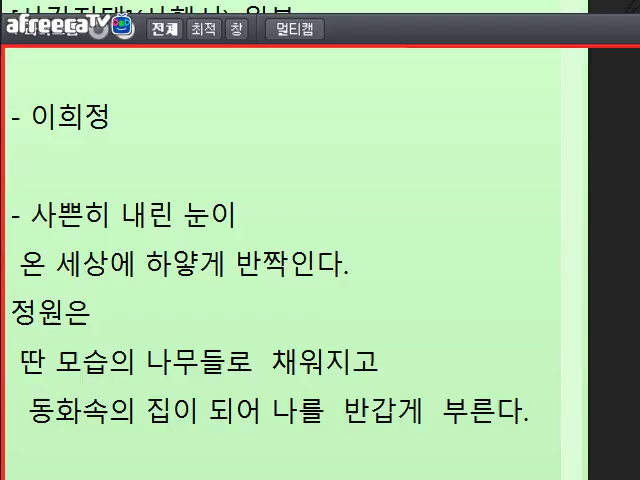 afreecaTV
전체 최적 창 멀티캠
- 이희정
- 사쁜히 내린 눈이
온 세상에 하얗게 반짝인다.
정원은
딴 모습의 나무들로 채워지고
동화속의 집이 되어 나를 반갑게 부른다.